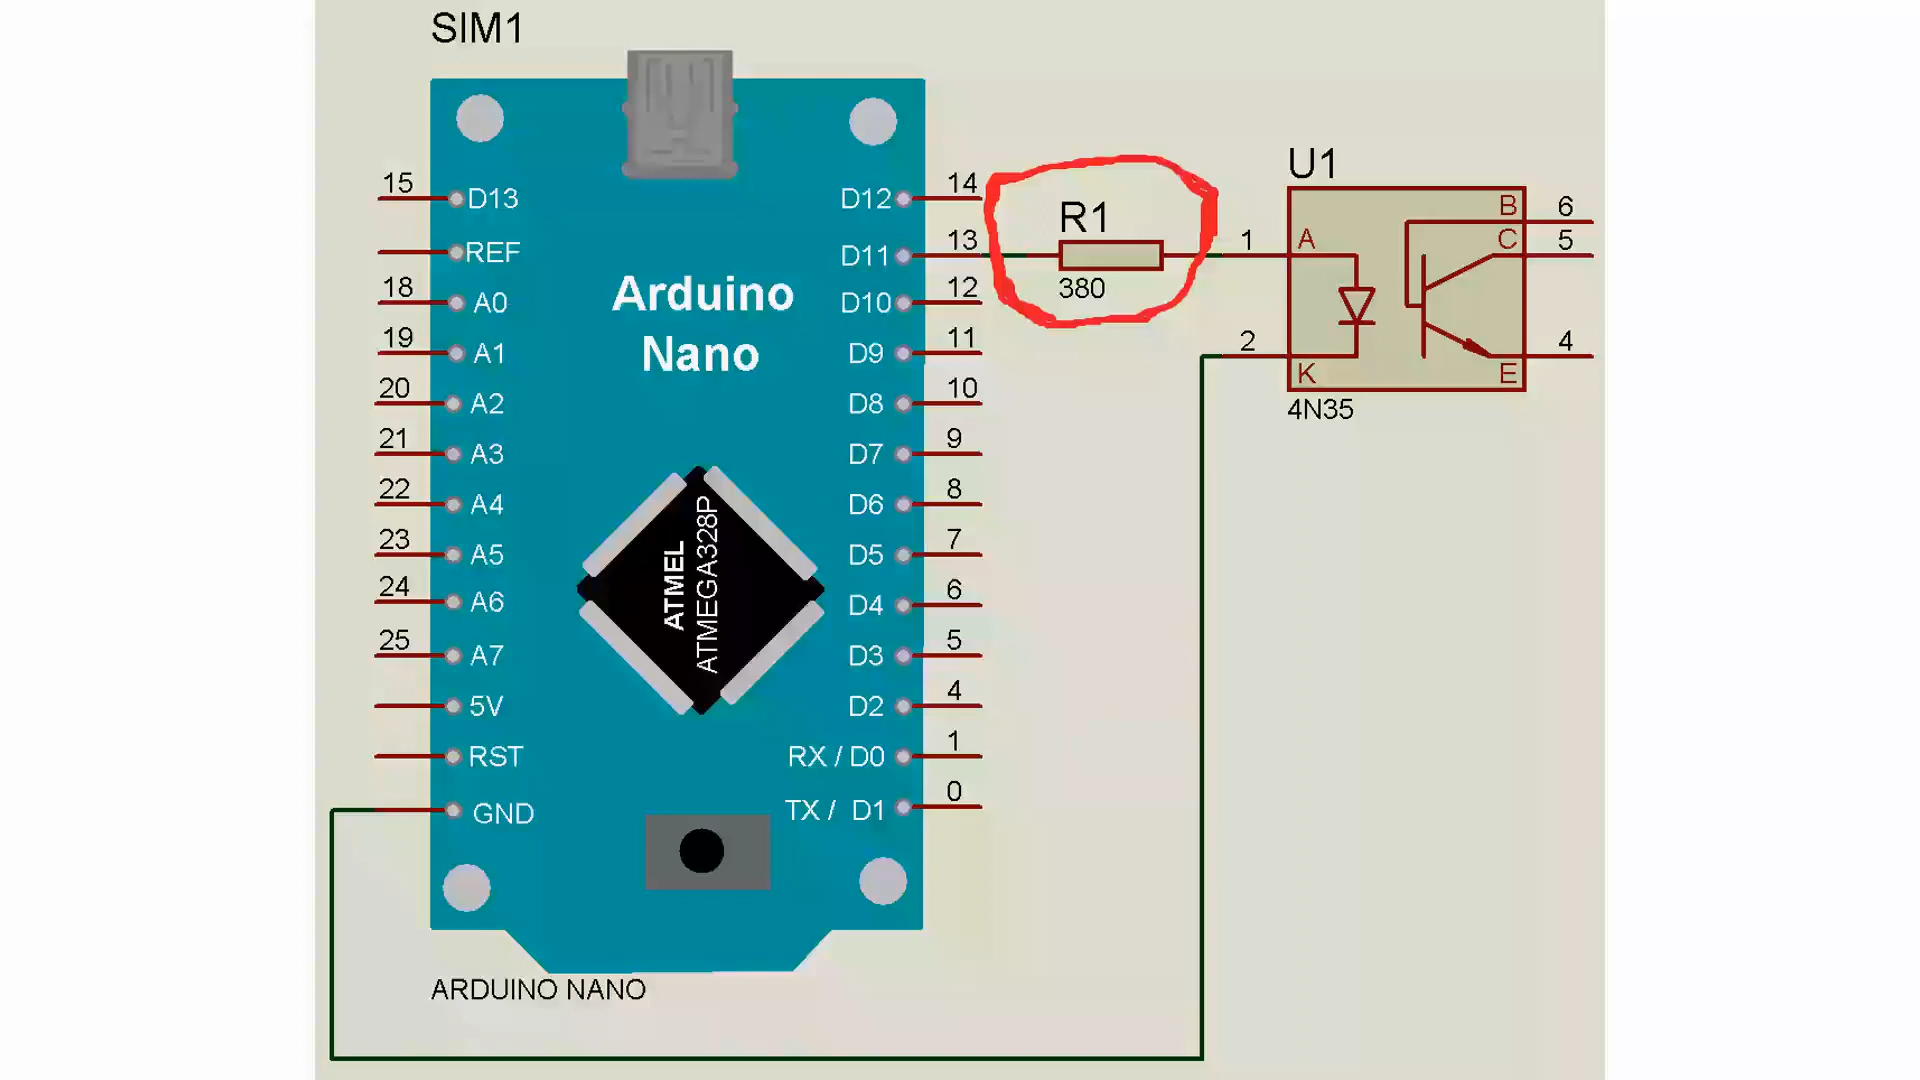 SIM1
15 D13
REF
18 A0
19 A1
20 A2
21 A3
22 A4
23 A5
24 A6
25 A7
5V
RST
GND
Arduino
Nano
ATMEL
ATMEGA328P
D12 14
D11 13
D10 12
D9 11
D8 10
D7 9
D6 8
D5 7
D4 6
D3 5
D2 4
RX / D0 1
TX / D1 0
ARDUINO NANO
R1
380
U1
1 A
2 K
B 6
C 5
E 4
4N35